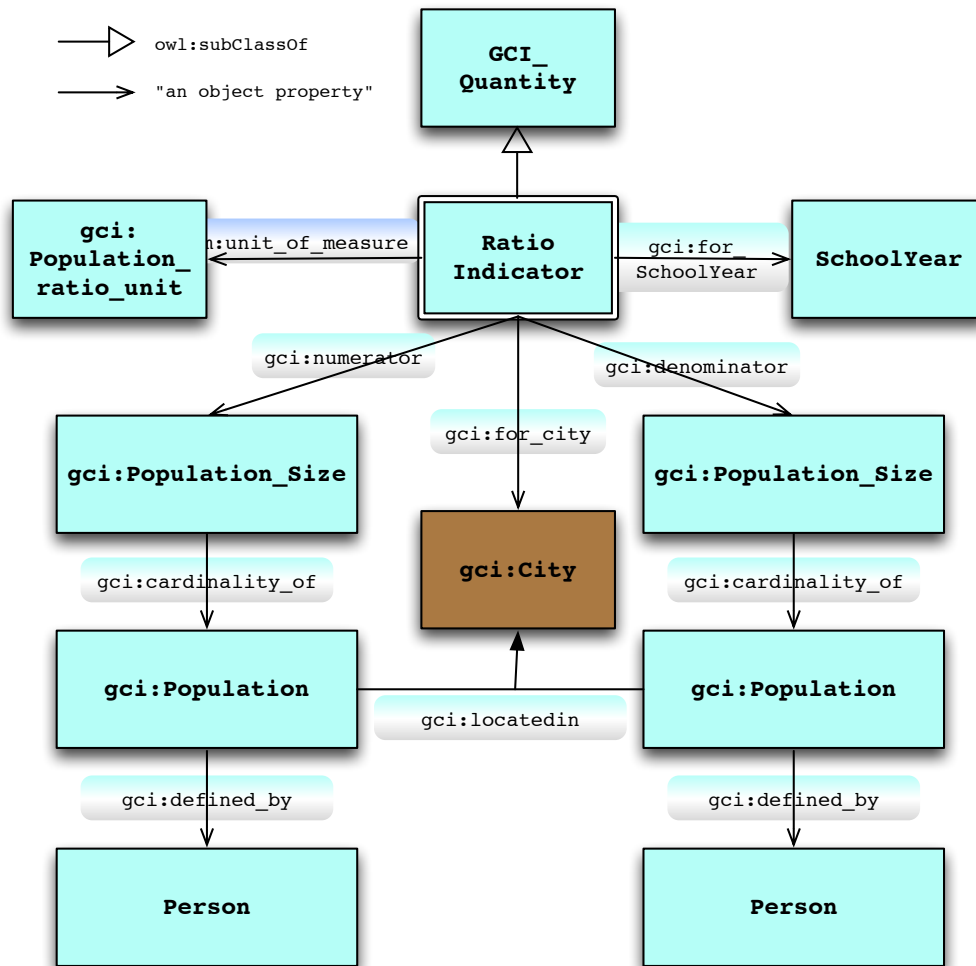 owl:subClassOf
"an object property"
GCI_
Quantity
gci:
Population_
ratio_unit
:unit_of_measure
Ratio
Indicator
gci:for_
SchoolYear
SchoolYear
gci:numerator
gci:denominator
gci:for_city
gci:Population_Size
gci:Population_Size
gci:City
gci:cardinality_of
gci:cardinality_of
gci:Population
gci:Population
gci:locatedin
gci:defined_by
gci:defined_by
Person
Person